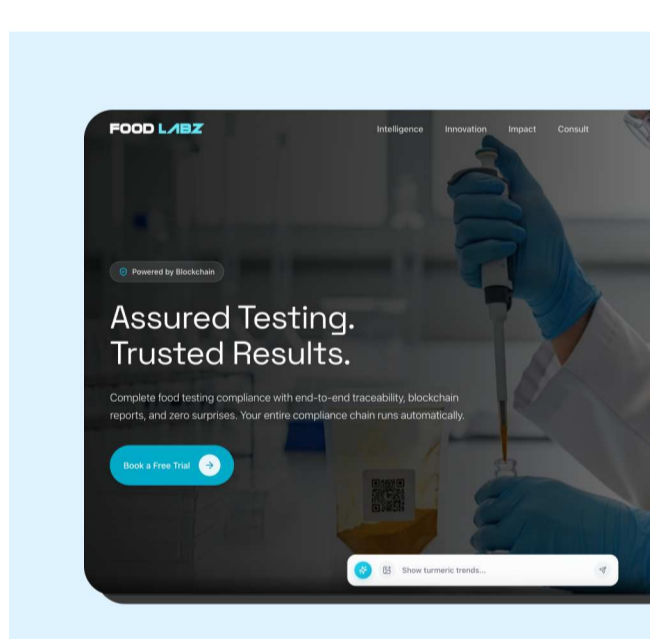 FOOD LABZ
Intelligence Innovation Impact Consult
Powered by Blockchain
Assured Testing.
Trusted Results.
Complete food testing compliance with end-to-end traceability, blockchain
reports, and zero surprises. Your entire compliance chain runs automatically.
Book a Free Trial
Show turmeric trends...